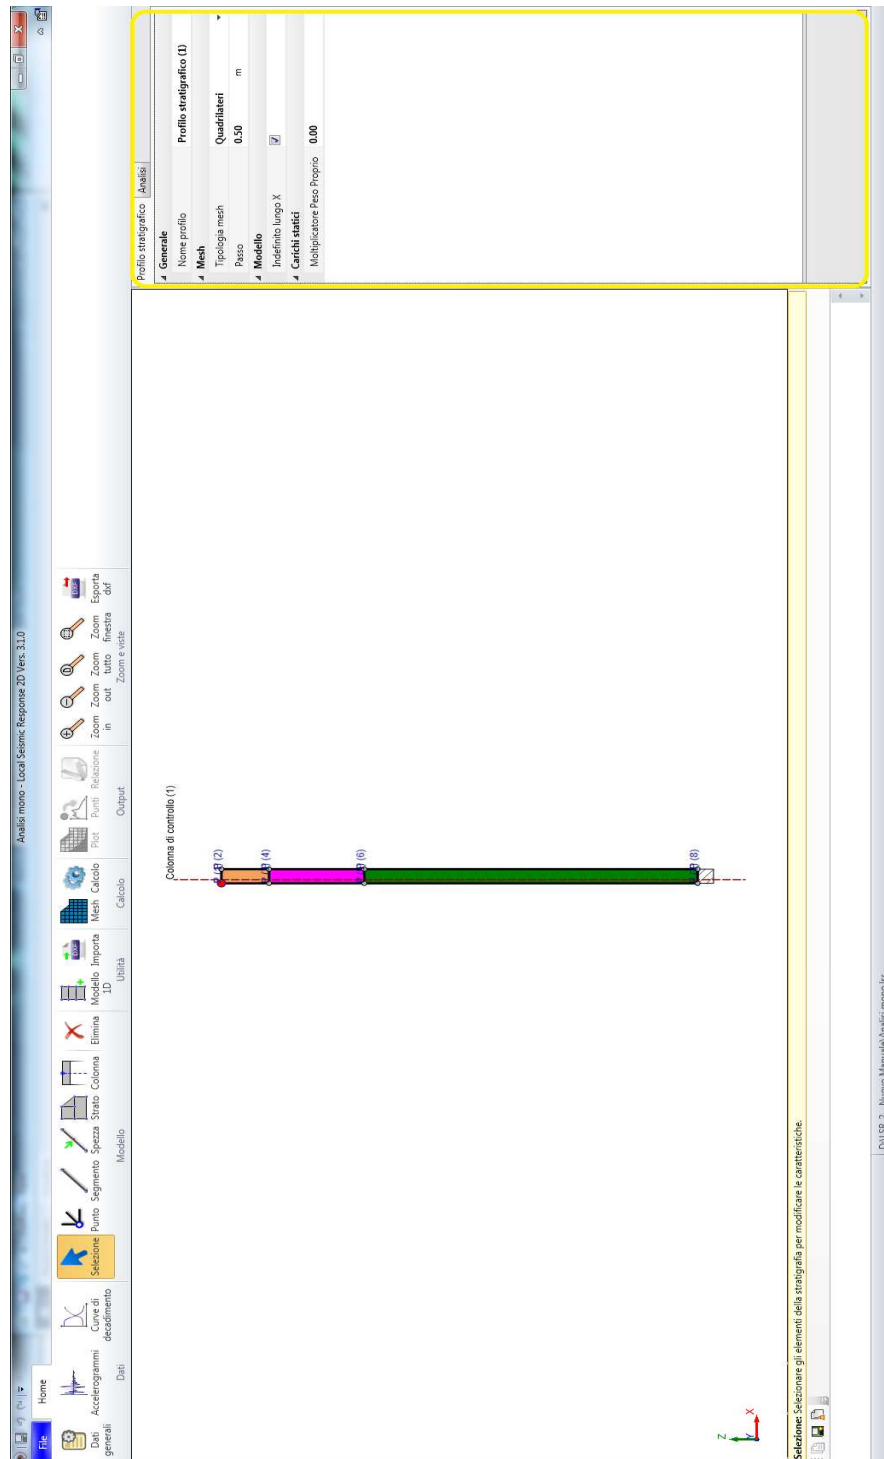 Analisi mono - Local Seismic Response 2D Vers. 3.1.0
File
Home
Dati generali
Accelerogrammi
Curve di decadimento
Dati
Selezione
Punto
Segmento
Spezza
Strato
Colonna
Elimina
Modello
Modello 1D
Importa
Utilità
Mesh
Calcolo
Calcolo
Plot
Punti
Relazione
Output
Zoom in
Zoom out
Zoom tutto
Zoom finestra
Esporta dxf
Zoom e viste
Colonna di controllo (1)
(2)
(4)
(6)
(8)
Z
Y
X
Profilo stratigrafico
Analisi
Generale
Nome profilo Profilo stratigrafico (1)
Mesh
Tipologia mesh Quadrilateri
Passo 0.50 m
Modello
Indefinito lungo X
Carichi statici
Moltiplicatore Peso Proprio 0.00
Selezione: Selezionare gli elementi della stratigrafia per modificare le caratteristiche.